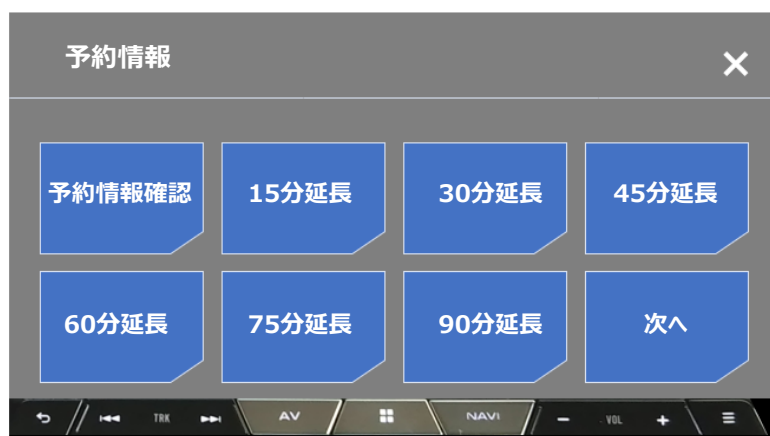 予約情報
予約情報確認 15分延長 30分延長 45分延長
60分延長 75分延長 90分延長 次へ
TRK AV NAVI VOL